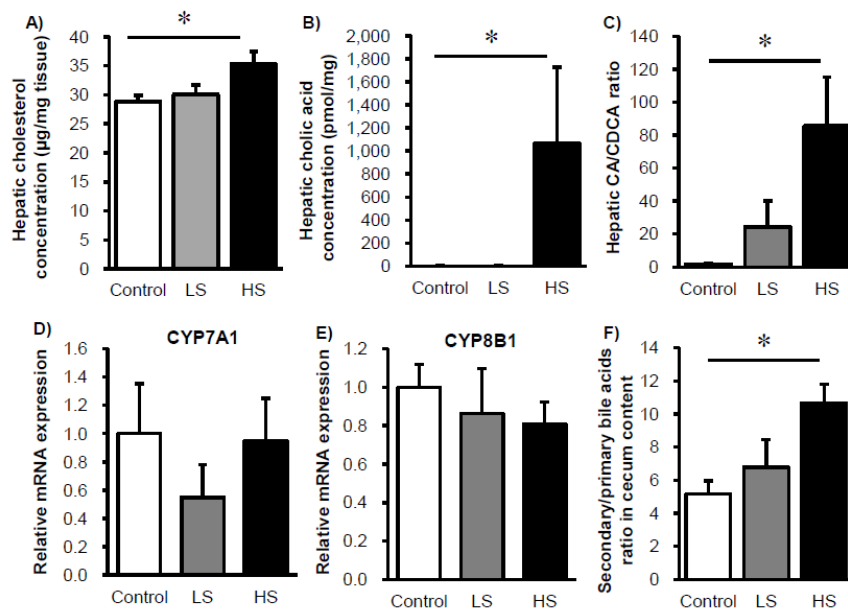 A)
*
Hepatic cholesterol
concentration (µg/mg tissue)
40
35
30
25
20
15
10
5
0
Control LS HS
B)
*
Hepatic cholic acid
concentration (pmol/mg)
2,000
1,800
1,600
1,400
1,200
1,000
800
600
400
200
0
Control LS HS
C)
*
Hepatic CA/CDCA ratio
140
120
100
80
60
40
20
0
Control LS HS
D)
CYP7A1
Relative mRNA expression
1.6
1.4
1.2
1.0
0.8
0.6
0.4
0.2
0.0
Control LS HS
E)
CYP8B1
Relative mRNA expression
1.2
1.0
0.8
0.6
0.4
0.2
0.0
Control LS HS
F)
*
Secondary/primary bile acids
ratio in cecum content
14
12
10
8
6
4
2
0
Control LS HS